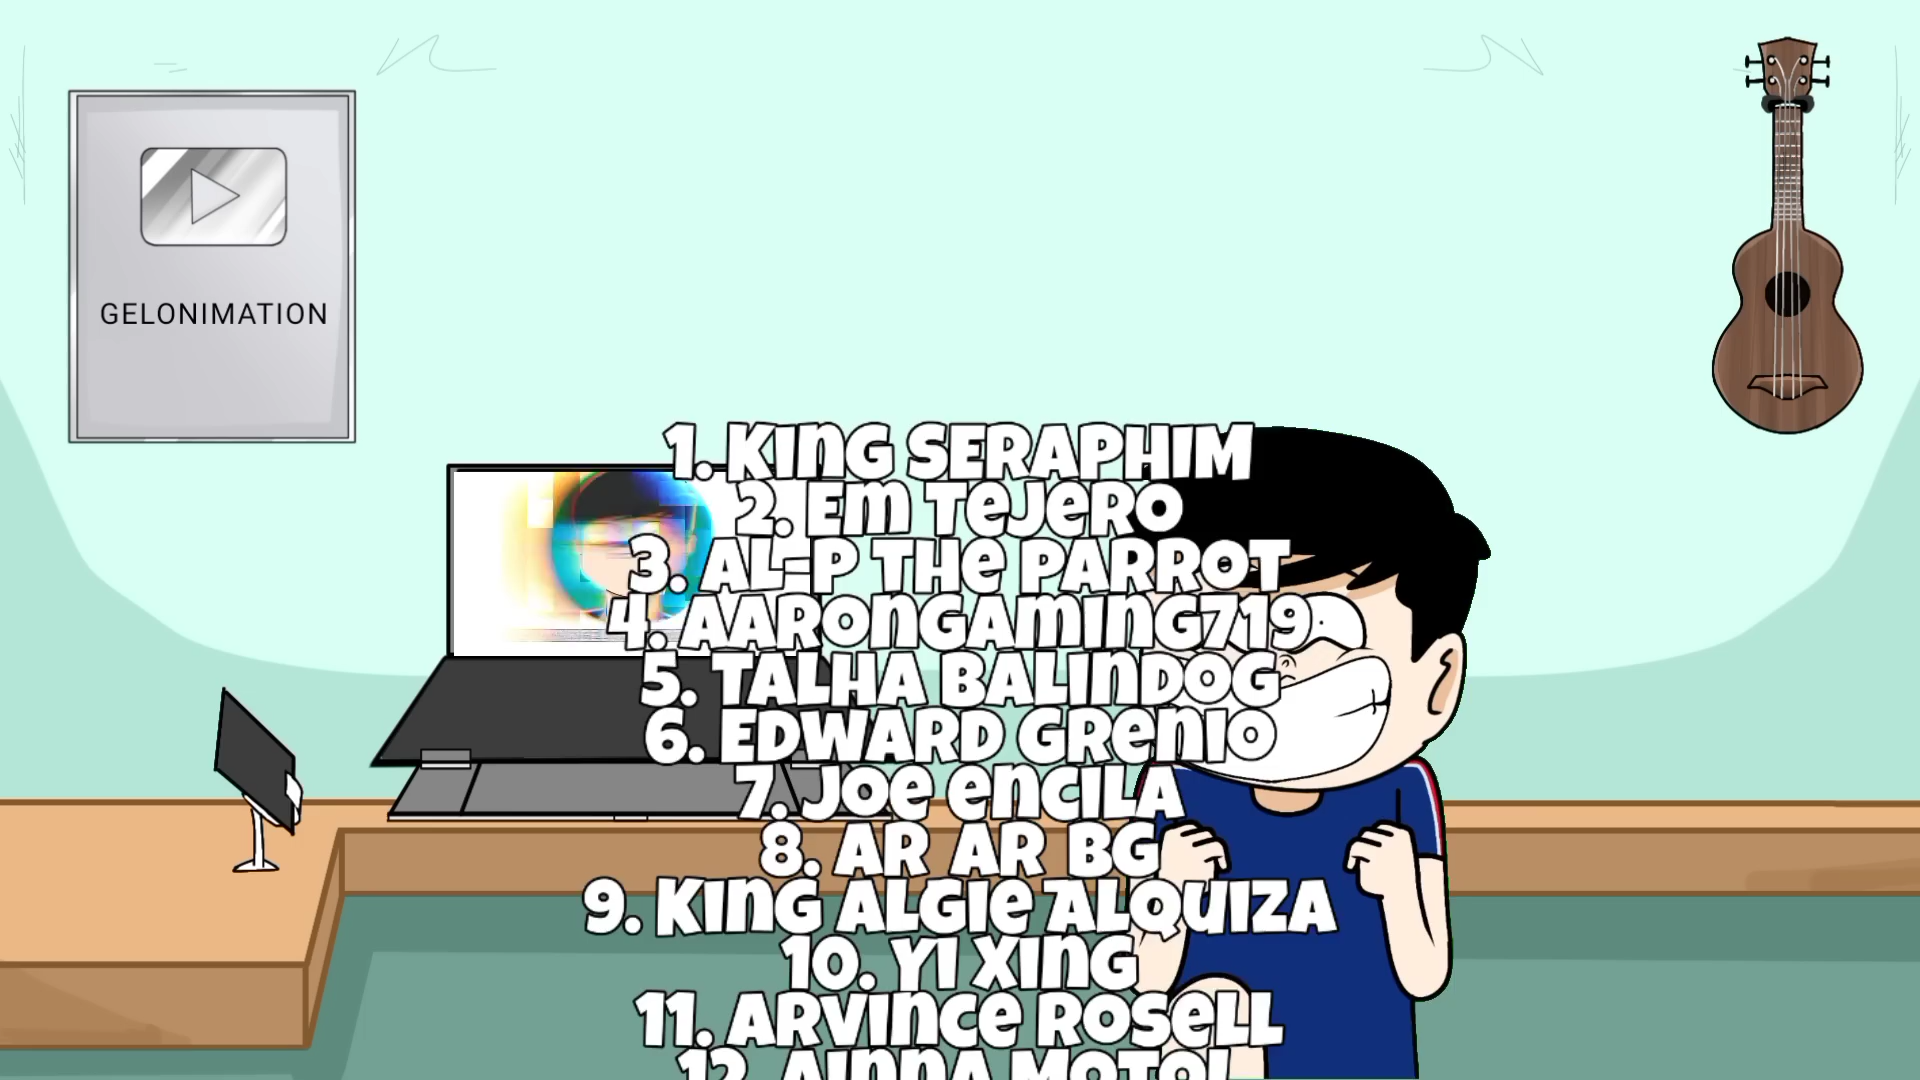 GELONIMATION
1. KING SERAPHIM
2. EM TEJERO
3. AL-P THE PARROT
4. AARONGAMING719
5. TALHA BALINDOG
6. EDWARD GRENIO
7. JOE ENCILA
8. AR AR BG
9. KING ALGIE ALQUIZA
10. YI XING
11. ARVINCE ROSELL
12.